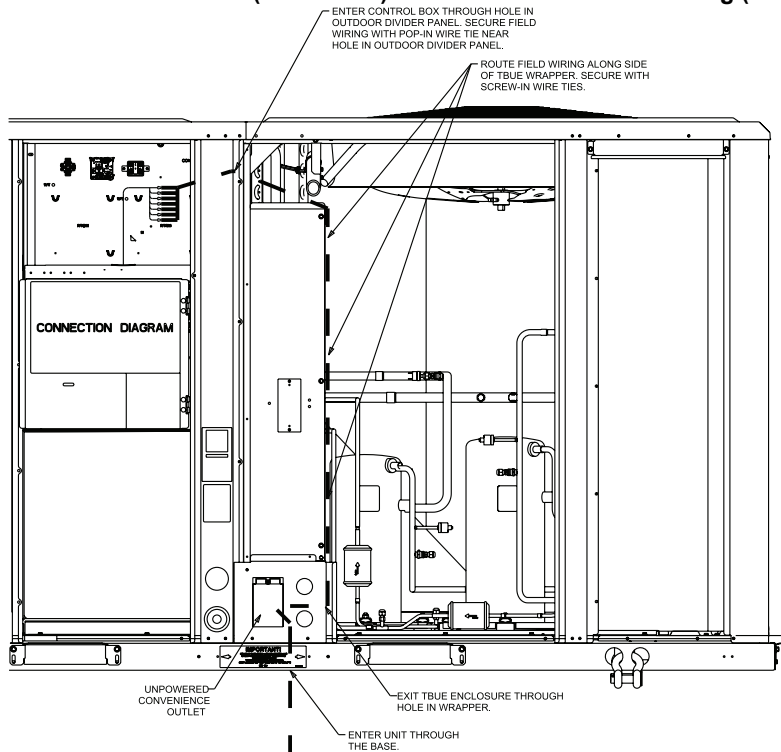 ENTER CONTROL BOX THROUGH HOLE IN
OUTDOOR DIVIDER PANEL. SECURE FIELD
WIRING WITH POP-IN WIRE TIE NEAR
HOLE IN OUTDOOR DIVIDER PANEL.
ROUTE FIELD WIRING ALONG SIDE
OF TBUE WRAPPER. SECURE WITH
SCREW-IN WIRE TIES.
CONNECTION DIAGRAM
IMPORTANT!
UNPOWERED
CONVENIENCE
OUTLET
EXIT TBUE ENCLOSURE THROUGH
HOLE IN WRAPPER.
ENTER UNIT THROUGH
THE BASE.